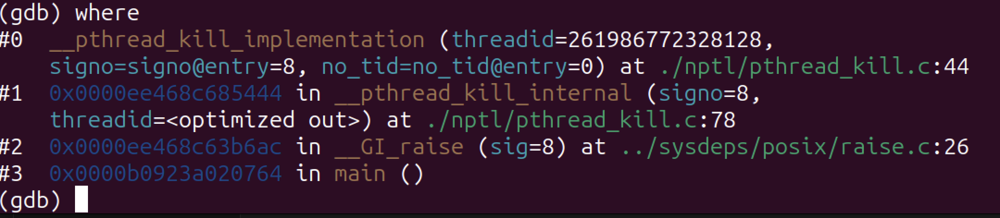 (gdb) where
#0  __pthread_kill_implementation (threadid=261986772328128,
    signo=signo@entry=8, no_tid=no_tid@entry=0) at ./nptl/pthread_kill.c:44
#1  0x0000ee468c685444 in __pthread_kill_internal (signo=8,
    threadid=<optimized out>) at ./nptl/pthread_kill.c:78
#2  0x0000ee468c63b6ac in __GI_raise (sig=8) at ../sysdeps/posix/raise.c:26
#3  0x0000b0923a020764 in main ()
(gdb)